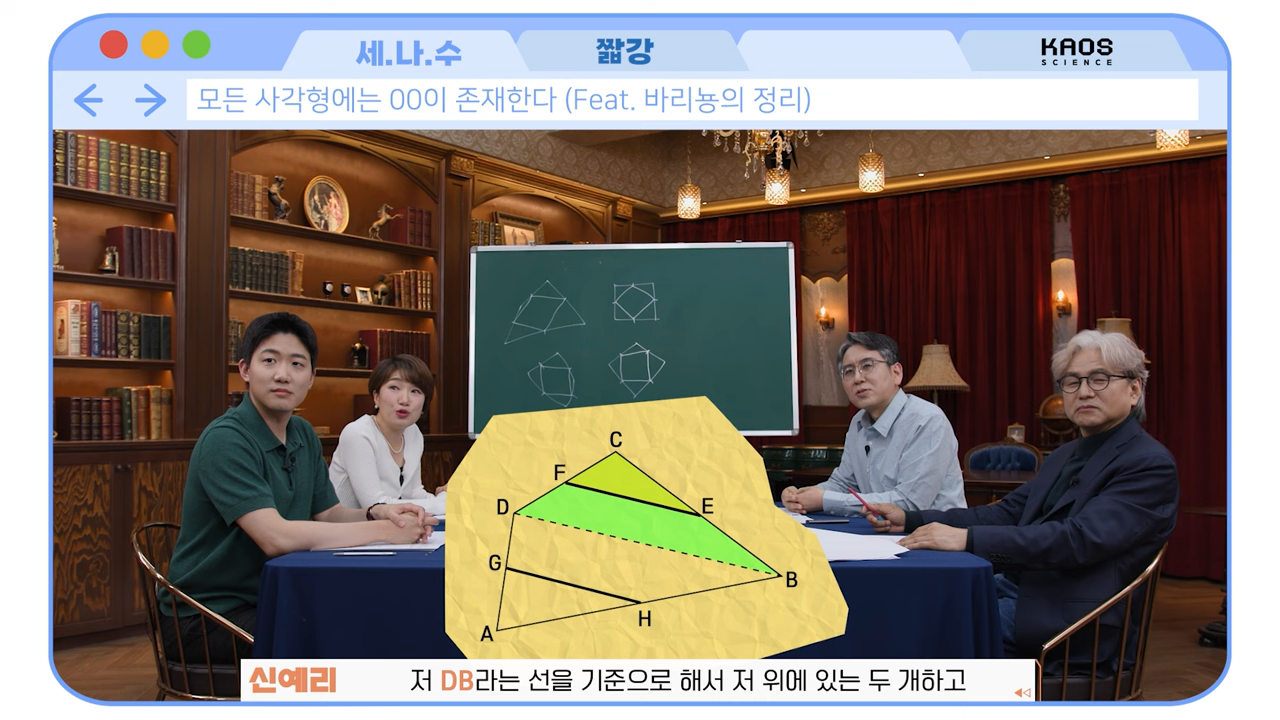 세.나.수
짧강
KAOS
SCIENCE
모든 사각형에는 OO이 존재한다 (Feat. 바리뇽의 정리)
C
F
D
E
G
B
H
A
신예리
저 DB라는 선을 기준으로 해서 저 위에 있는 두 개하고